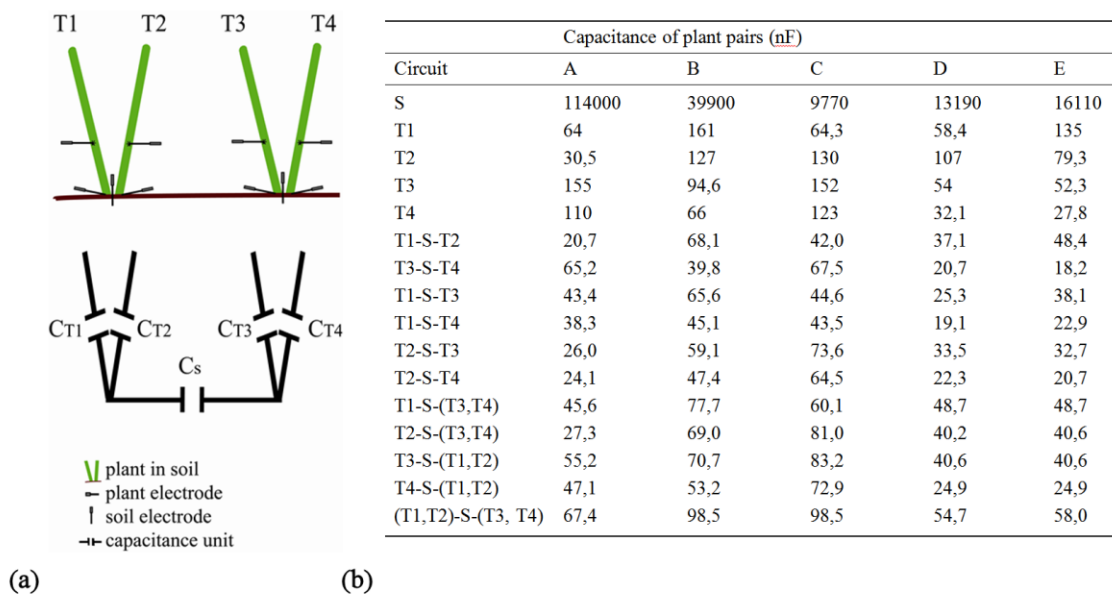 T1 T2 T3 T4
CT1 CT2 CT3 CT4
Cs
plant in soil
plant electrode
soil electrode
capacitance unit
(a)
Capacitance of plant pairs (nF)
Circuit A B C D E
S 114000 39900 9770 13190 16110
T1 64 161 64,3 58,4 135
T2 30,5 127 130 107 79,3
T3 155 94,6 152 54 52,3
T4 110 66 123 32,1 27,8
T1-S-T2 20,7 68,1 42,0 37,1 48,4
T3-S-T4 65,2 39,8 67,5 20,7 18,2
T1-S-T3 43,4 65,6 44,6 25,3 38,1
T1-S-T4 38,3 45,1 43,5 19,1 22,9
T2-S-T3 26,0 59,1 73,6 33,5 32,7
T2-S-T4 24,1 47,4 64,5 22,3 20,7
T1-S-(T3,T4) 45,6 77,7 60,1 48,7 48,7
T2-S-(T3,T4) 27,3 69,0 81,0 40,2 40,6
T3-S-(T1,T2) 55,2 70,7 83,2 40,6 40,6
T4-S-(T1,T2) 47,1 53,2 72,9 24,9 24,9
(T1,T2)-S-(T3, T4) 67,4 98,5 98,5 54,7 58,0
(b)